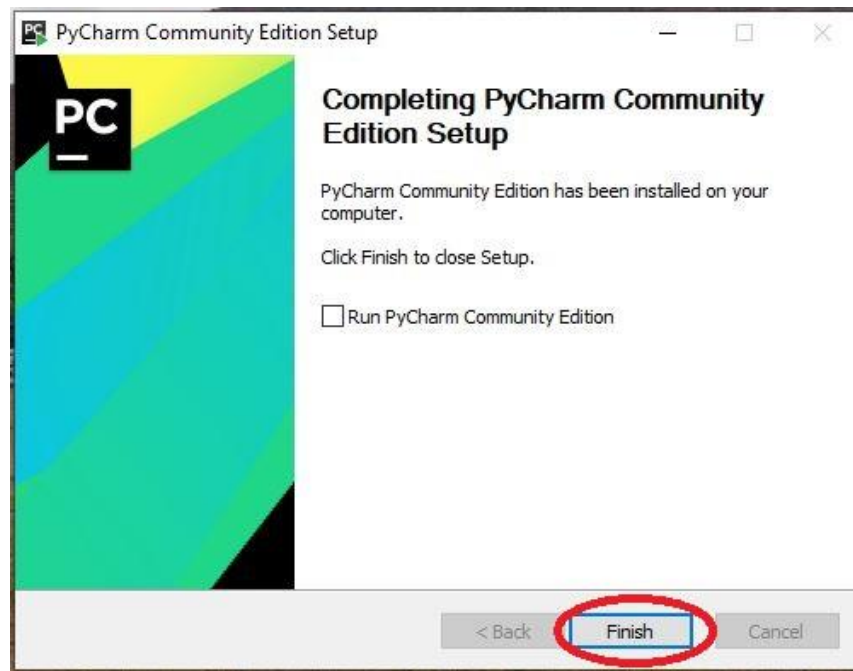 PyCharm Community Edition Setup
PC
Completing PyCharm Community
Edition Setup
PyCharm Community Edition has been installed on your
computer.
Click Finish to close Setup.
Run PyCharm Community Edition
< Back
Finish
Cancel